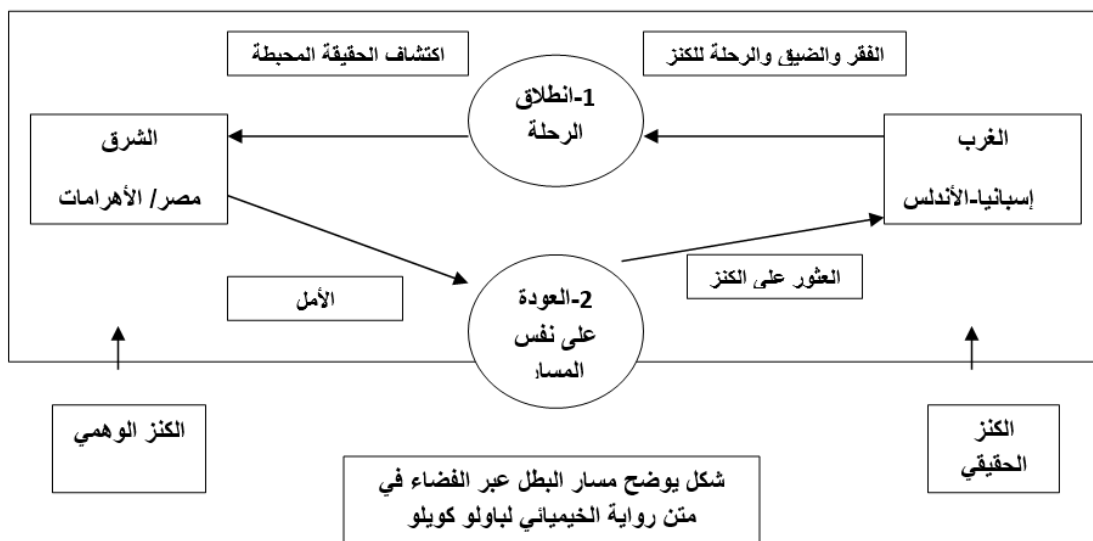 الفقر والضيق والرحلة للكنز
اكتشاف الحقيقة المحبطة
1-انطلاق
الرحلة
الغرب
إسبانيا-الأندلس
الشرق
مصر/ الأهرامات
العثور على الكنز
2-العودة
على نفس
المسار
الأمل
الكنز
الحقيقي
الكنز الوهمي
شكل يوضح مسار البطل عبر الفضاء في
متن رواية الخيميائي لباولو كويلو